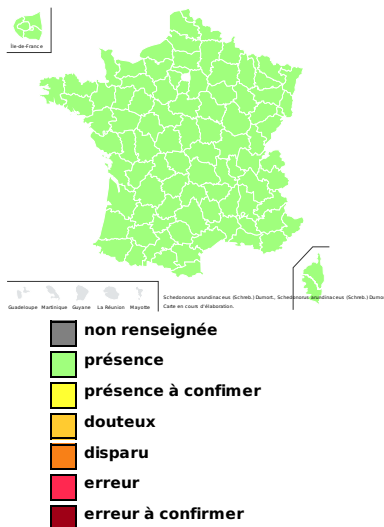 Île-de-France
Guadeloupe Martinique Guyane La Réunion Mayotte
Schedonorus arundinaceus (Schreb.) Dumort., Schedonorus arundinaceus (Schreb.) Dumo
Carte en cours d'élaboration.
non renseignée
présence
présence à confimer
douteux
disparu
erreur
erreur à confirmer